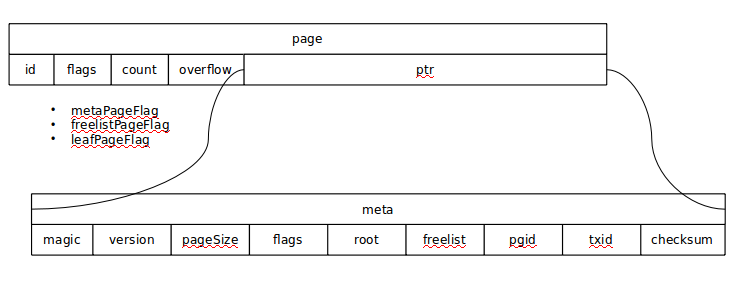 page
id flags count overflow ptr
• metaPageFlag
• freelistPageFlag
• leafPageFlag
meta
magic version pageSize flags root freelist pgid txid checksum